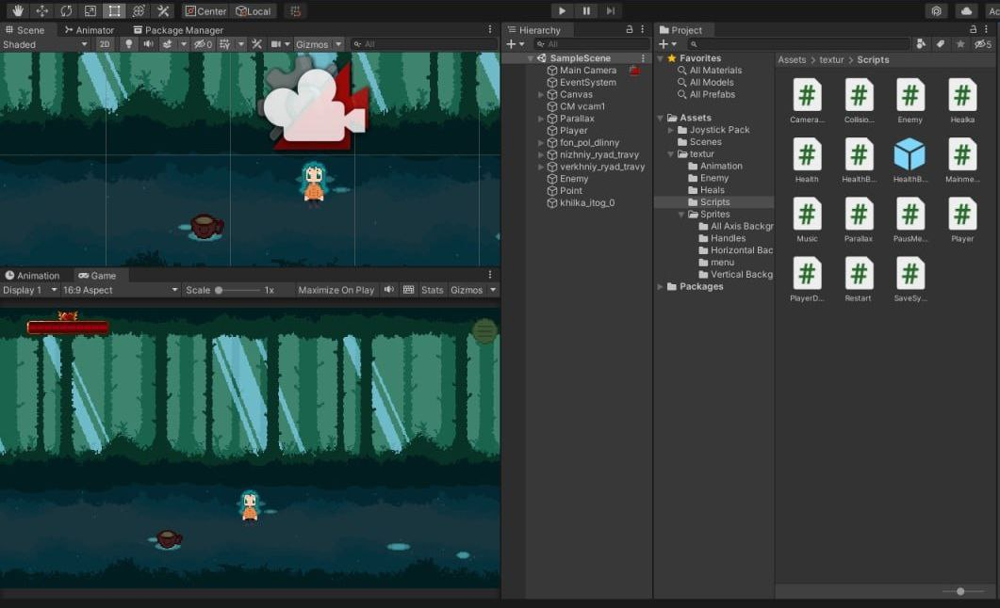 Center Local Ac
Scene Animator Package Manager
Shaded 2D 0 Gizmos All
Animation Game
Display 1 16:9 Aspect Scale 1x Maximize On Play Stats Gizmos
Hierarchy
All
SampleScene
Main Camera
EventSystem
Canvas
CM vcam1
Parallax
Player
fon_pol_dlinny
nizhniy_ryad_travy
verkhniy_ryad_travy
Enemy
Point
khilka_itog_0
Project
5
Favorites
All Materials
All Models
All Prefabs
Assets
Joystick Pack
Scenes
textur
Animation
Enemy
Heals
Scripts
Sprites
All Axis Backgr
Handles
Horizontal Bac
menu
Vertical Backg
Packages
Assets > textur > Scripts
# # # #
Camera... Collisio... Enemy Healka
# # #
Health HealthB... HealthB... Mainme...
# # # #
Music Parallax PausMe... Player
# # #
PlayerD... Restart SaveSy...